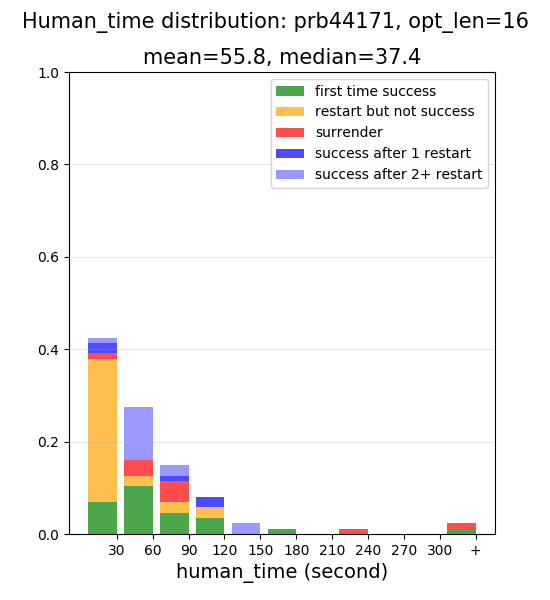 Human_time distribution: prb44171, opt_len=16
mean=55.8, median=37.4
first time success
restart but not success
surrender
success after 1 restart
success after 2+ restart
1.0
0.8
0.6
0.4
0.2
0.0
30 60 90 120 150 180 210 240 270 300 +
human_time (second)